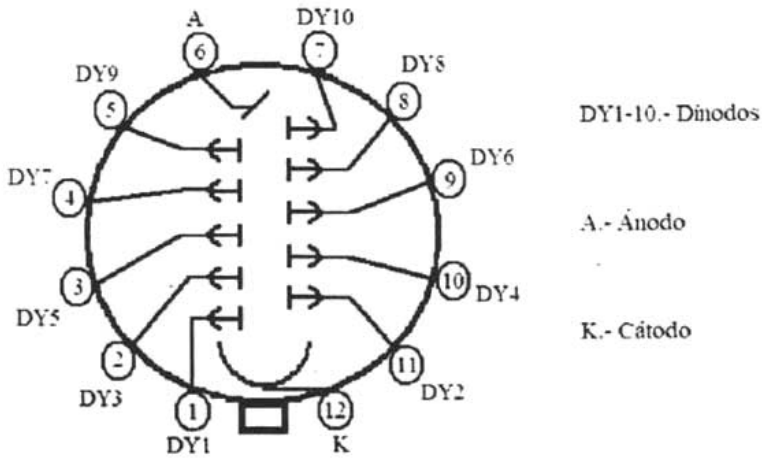 A
DY10
6
7
DY9
DY8
5
8
DY1-10.- Dínodos
DY7
DY6
4
9
A.- Ánodo
3
10
DY5
DY4
K.- Cátodo
2
11
DY3
DY2
1
12
DY1
K